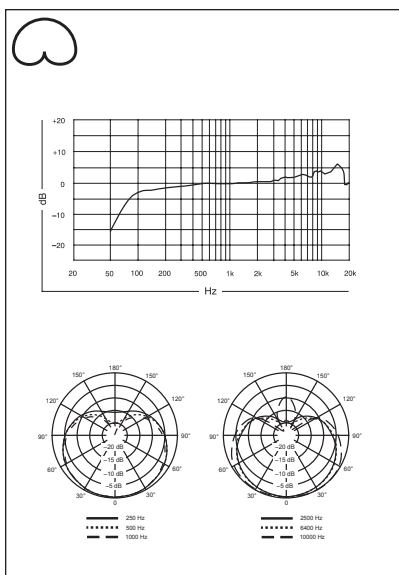 +20
+10
0
−10
−20
dB
20 50 100 200 500 1k 2k 5k 10k 20k
Hz
180°
150° 150°
120° 120°
90° 90°
60° 60°
30° 30°
0
−20 dB
−15 dB
−10 dB
−5 dB
250 Hz
500 Hz
1000 Hz
180°
150° 150°
120° 120°
90° 90°
60° 60°
30° 30°
0
−20 dB
−15 dB
−10 dB
−5 dB
2500 Hz
6400 Hz
10000 Hz